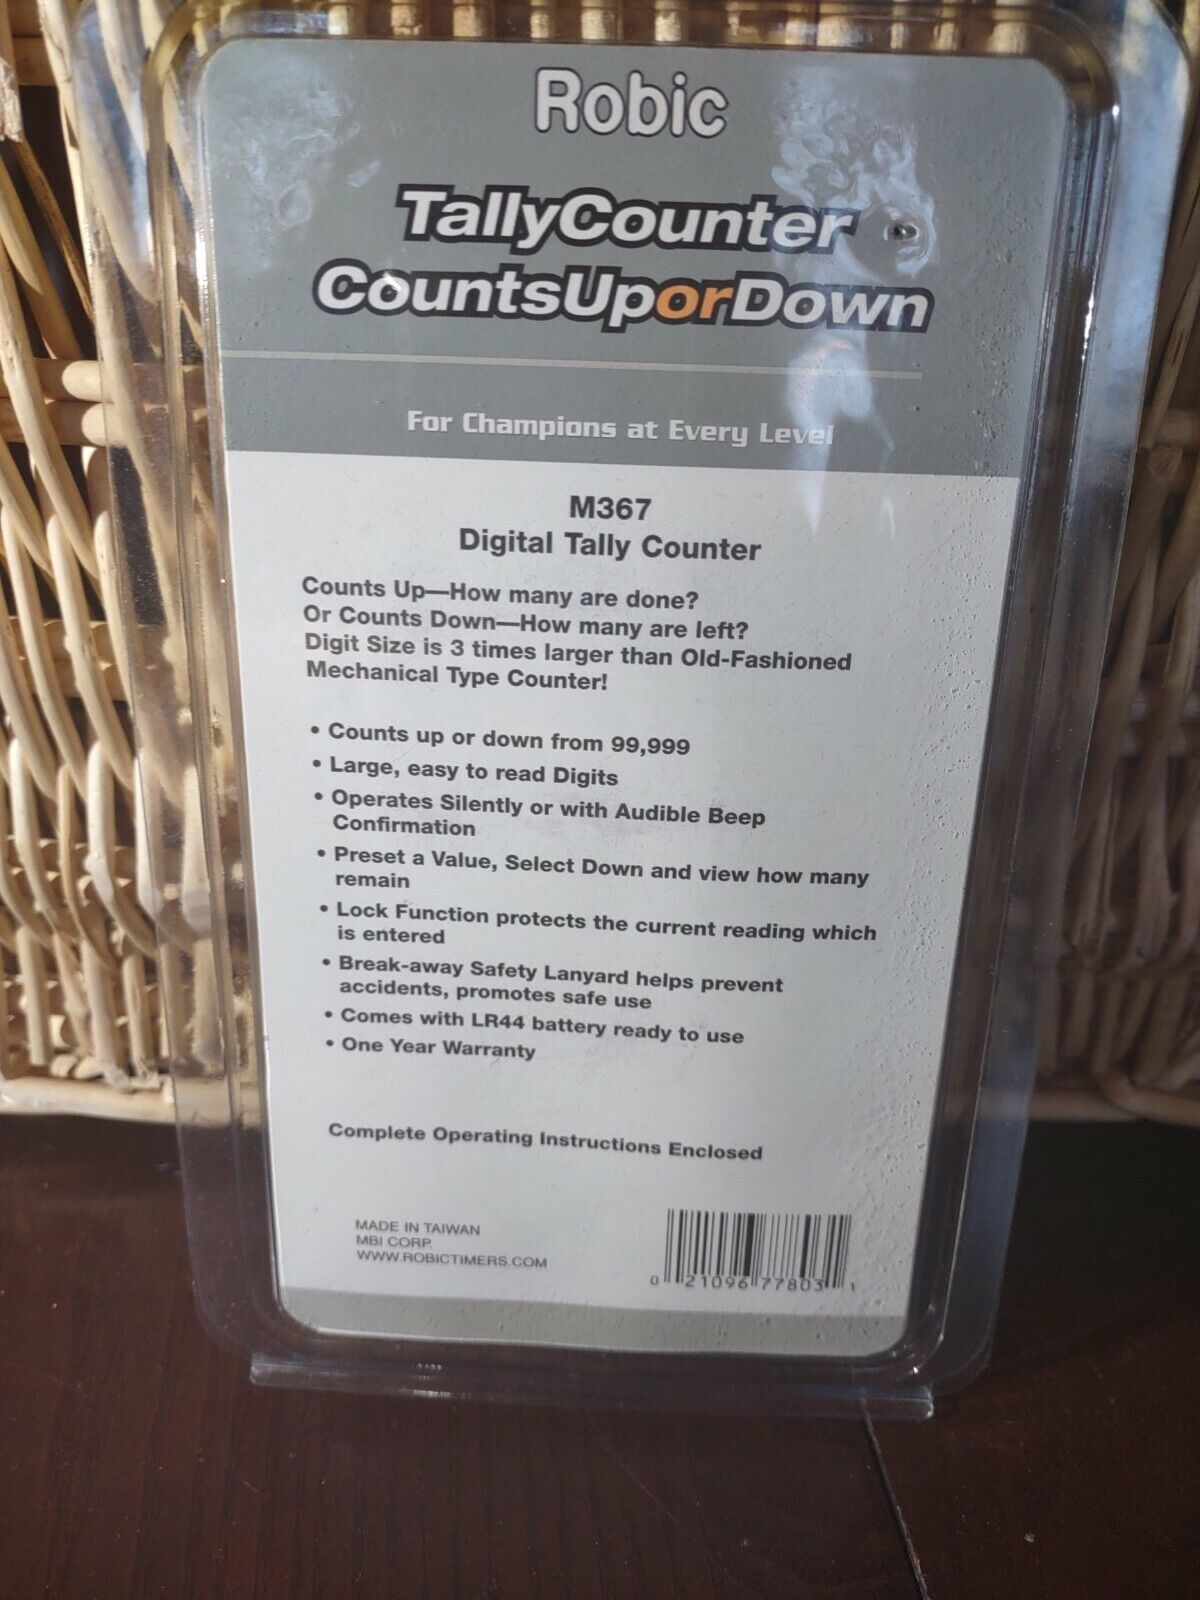 Robic
TallyCounter
CountsUporDown
For Champions at Every Level
M367
Digital Tally Counter
Counts Up—How many are done?
Or Counts Down—How many are left?
Digit Size is 3 times larger than Old-Fashioned
Mechanical Type Counter!
• Counts up or down from 99,999
• Large, easy to read Digits
• Operates Silently or with Audible Beep
Confirmation
• Preset a Value, Select Down and view how many
remain
• Lock Function protects the current reading which
is entered
• Break-away Safety Lanyard helps prevent
accidents, promotes safe use
• Comes with LR44 battery ready to use
• One Year Warranty
Complete Operating Instructions Enclosed
MADE IN TAIWAN
MBI CORP.
WWW.ROBICTIMERS.COM
0 21096 77803 1